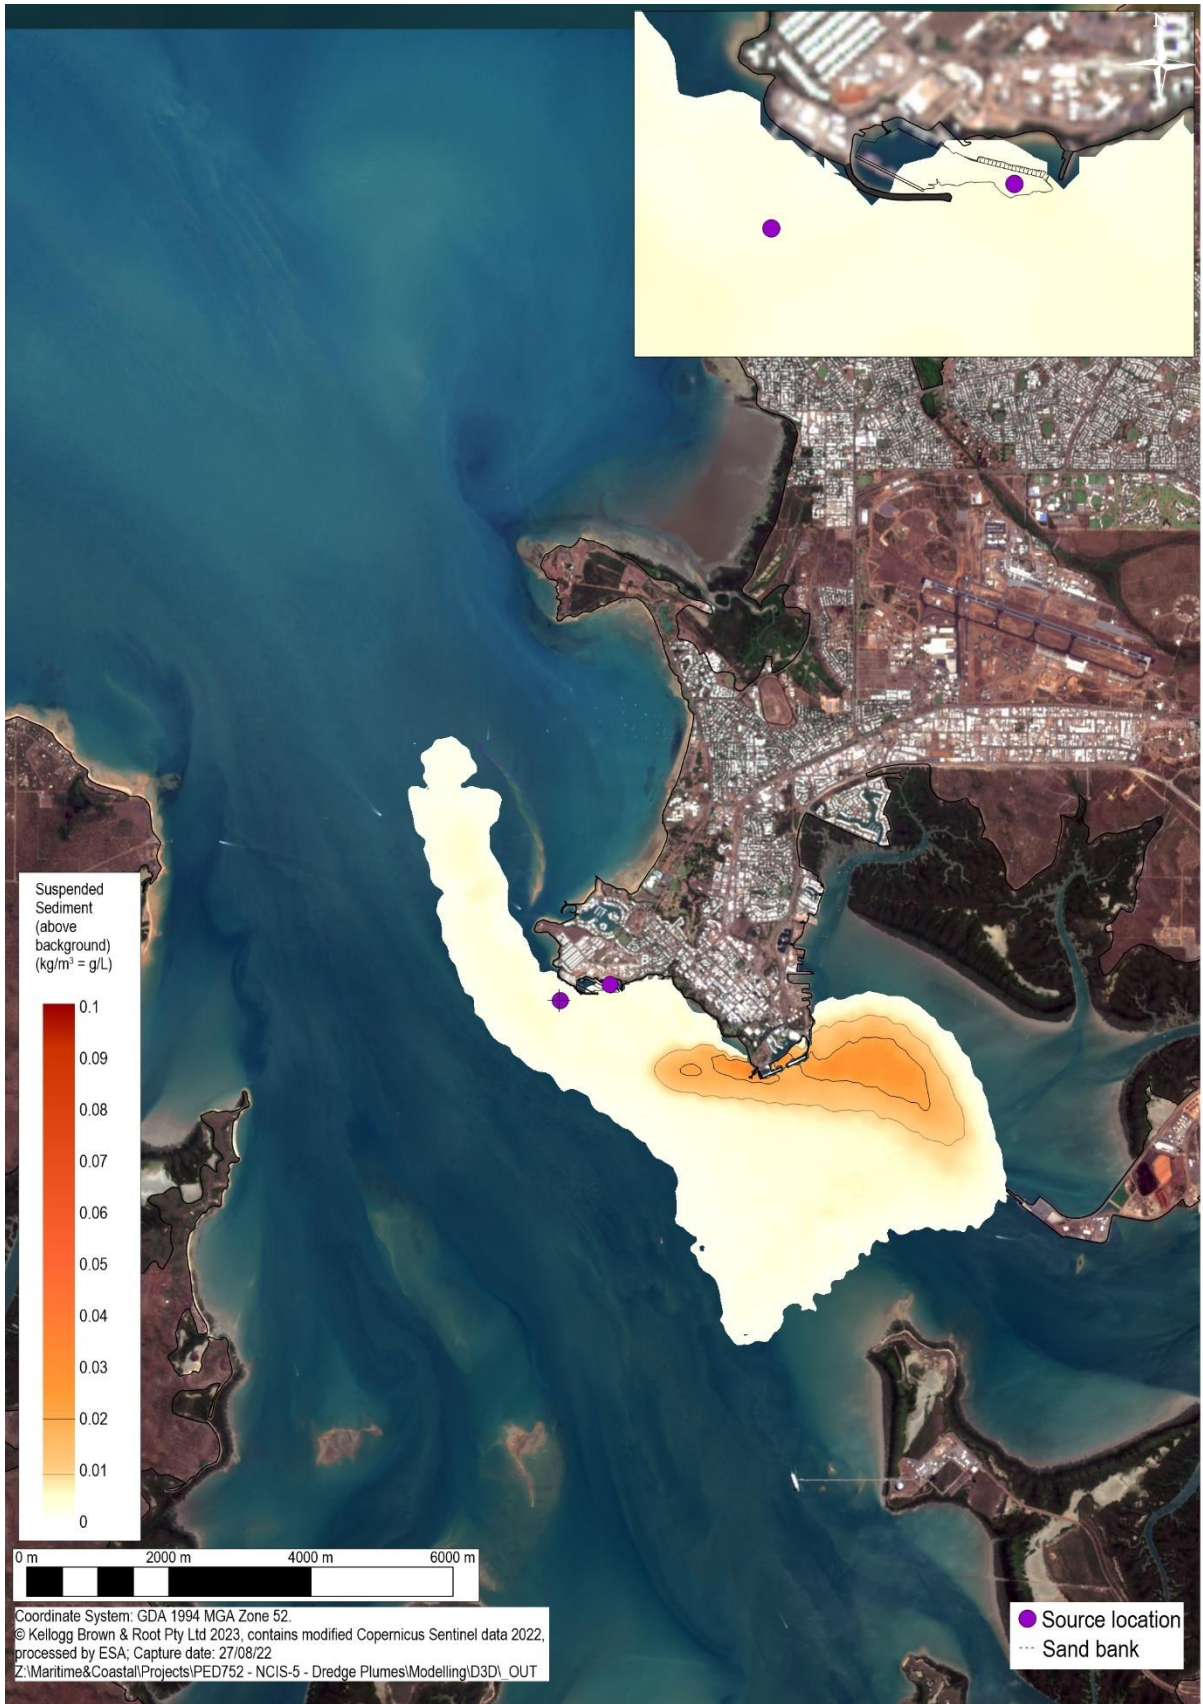 N
Suspended
Sediment
(above
background)
(kg/m³ = g/L)
0.1
0.09
0.08
0.07
0.06
0.05
0.04
0.03
0.02
0.01
0
0 m 2000 m 4000 m 6000 m
Coordinate System: GDA 1994 MGA Zone 52.
© Kellogg Brown & Root Pty Ltd 2023, contains modified Copernicus Sentinel data 2022,
processed by ESA; Capture date: 27/08/22
Z:\Maritime&Coastal\Projects\PED752 - NCIS-5 - Dredge Plumes\Modelling\D3D\_OUT
Source location
Sand bank